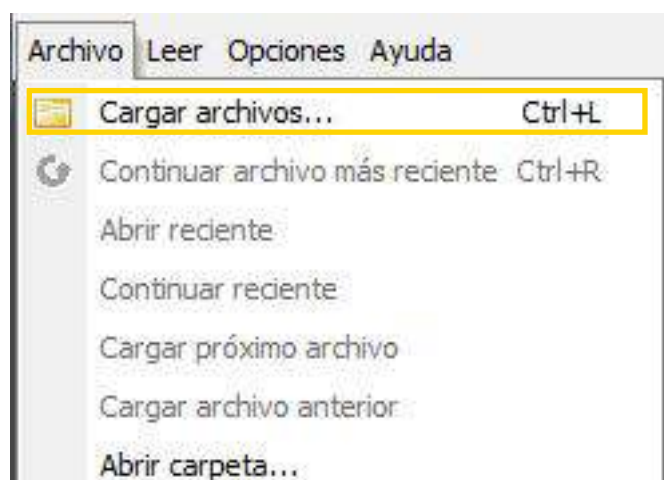 Archivo Leer Opciones Ayuda
Cargar archivos... Ctrl+L
Continuar archivo más reciente Ctrl+R
Abrir reciente
Continuar reciente
Cargar próximo archivo
Cargar archivo anterior
Abrir carpeta...